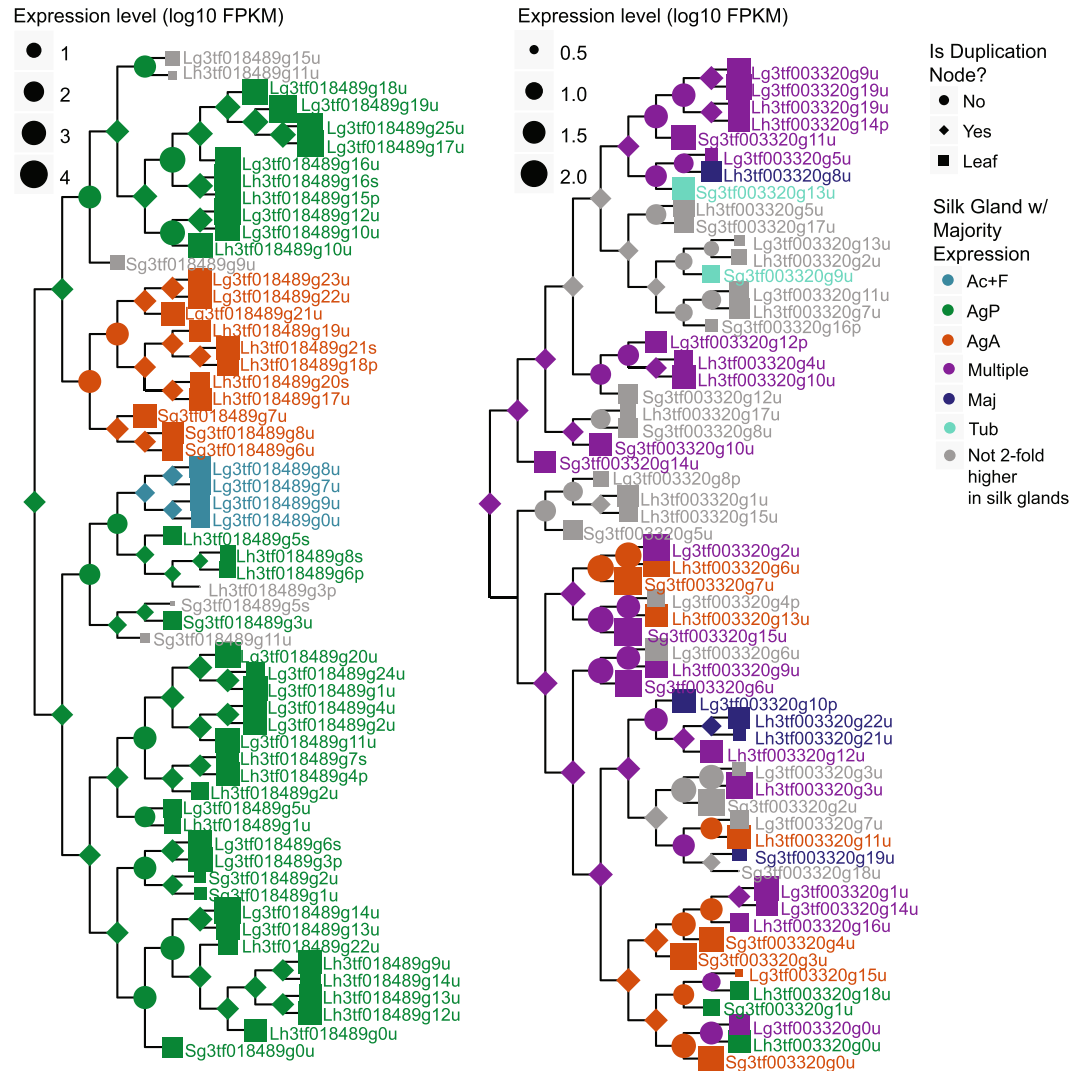 Expression level (log10 FPKM)
1
2
3
4
Lg3tf018489g15u
Lh3tf018489g11u
Lg3tf018489g18u
Lg3tf018489g19u
Lg3tf018489g25u
Lg3tf018489g17u
Lg3tf018489g16u
Lh3tf018489g16s
Lh3tf018489g15p
Lg3tf018489g12u
Lg3tf018489g10u
Lh3tf018489g10u
Sg3tf018489g9u
Lg3tf018489g23u
Lg3tf018489g22u
Lg3tf018489g21u
Lh3tf018489g19u
Lh3tf018489g21s
Lh3tf018489g18p
Lh3tf018489g20s
Lh3tf018489g17u
Sg3tf018489g7u
Sg3tf018489g8u
Sg3tf018489g6u
Lg3tf018489g8u
Lg3tf018489g7u
Lg3tf018489g9u
Lg3tf018489g0u
Lh3tf018489g5s
Lh3tf018489g8s
Lh3tf018489g6p
Lh3tf018489g3p
Sg3tf018489g5s
Sg3tf018489g3u
Sg3tf018489g11u
Lg3tf018489g20u
Lg3tf018489g24u
Lg3tf018489g1u
Lg3tf018489g4u
Lg3tf018489g2u
Lg3tf018489g11u
Lh3tf018489g7s
Lh3tf018489g4p
Lh3tf018489g2u
Lg3tf018489g5u
Lh3tf018489g1u
Lg3tf018489g6s
Lg3tf018489g3p
Sg3tf018489g2u
Sg3tf018489g1u
Lg3tf018489g14u
Lg3tf018489g13u
Lh3tf018489g22u
Lh3tf018489g9u
Lh3tf018489g14u
Lh3tf018489g13u
Lh3tf018489g12u
Lh3tf018489g0u
Sg3tf018489g0u
Expression level (log10 FPKM)
0.5
1.0
1.5
2.0
Lg3tf003320g9u
Lg3tf003320g19u
Lh3tf003320g19u
Lh3tf003320g14p
Sg3tf003320g11u
Lg3tf003320g5u
Lh3tf003320g8u
Sg3tf003320g13u
Lh3tf003320g5u
Sg3tf003320g17u
Lg3tf003320g13u
Lh3tf003320g2u
Sg3tf003320g9u
Lg3tf003320g11u
Lh3tf003320g7u
Sg3tf003320g16p
Lg3tf003320g12p
Lh3tf003320g4u
Lh3tf003320g10u
Sg3tf003320g12u
Lh3tf003320g17u
Sg3tf003320g8u
Sg3tf003320g10u
Sg3tf003320g14u
Lg3tf003320g8p
Lh3tf003320g1u
Lh3tf003320g15u
Sg3tf003320g5u
Lg3tf003320g2u
Lh3tf003320g6u
Sg3tf003320g7u
Lg3tf003320g4p
Lh3tf003320g13u
Sg3tf003320g15u
Lg3tf003320g6u
Lh3tf003320g9u
Sg3tf003320g6u
Lg3tf003320g10p
Lh3tf003320g22u
Lh3tf003320g21u
Lh3tf003320g12u
Lg3tf003320g3u
Lh3tf003320g3u
Sg3tf003320g2u
Lg3tf003320g7u
Lh3tf003320g11u
Sg3tf003320g19u
Sg3tf003320g18u
Lg3tf003320g1u
Lg3tf003320g14u
Lh3tf003320g16u
Sg3tf003320g4u
Sg3tf003320g3u
Lg3tf003320g15u
Lh3tf003320g18u
Sg3tf003320g1u
Lg3tf003320g0u
Lh3tf003320g0u
Sg3tf003320g0u
Is Duplication
Node?
No
Yes
Leaf
Silk Gland w/
Majority
Expression
Ac+F
AgP
AgA
Multiple
Maj
Tub
Not 2-fold
higher
in silk glands